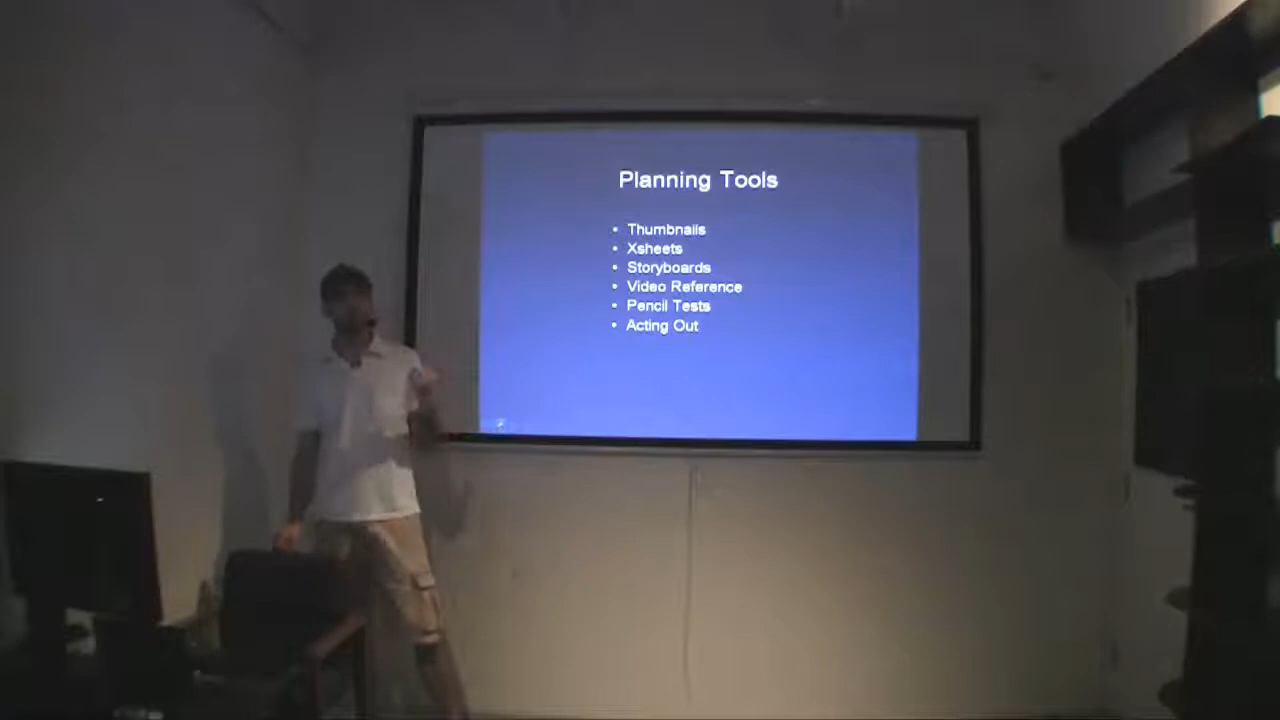 Planning Tools
• Thumbnails
• Xsheets
• Storyboards
• Video Reference
• Pencil Tests
• Acting Out